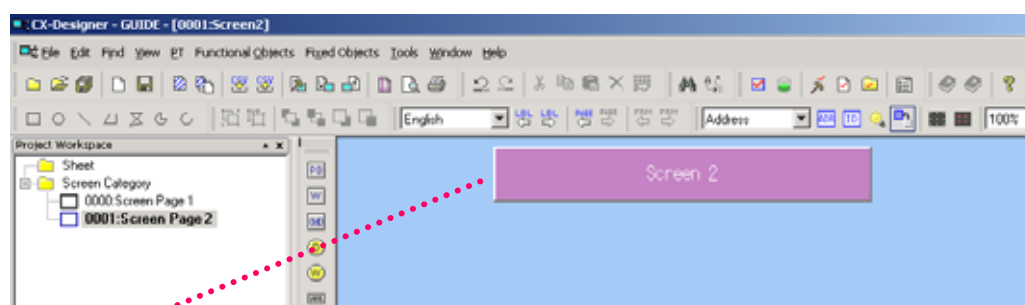 CX-Designer - GUIDE - [0001:Screen2]
File Edit Find View PT Functional Objects Fixed Objects Tools Window Help
English Address 100%
Project Workspace
Sheet
Screen Category
0000:Screen Page 1
0001:Screen Page 2
Screen 2